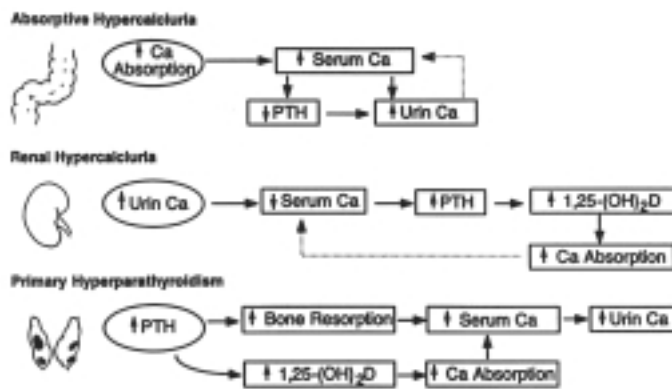 Absorptive Hypercalciuria
↑ Ca Absorption
↑ Serum Ca
↓ PTH
↑ Urin Ca
Renal Hypercalciuria
↑ Urin Ca
↓ Serum Ca
↑ PTH
↑ 1,25-(OH)₂D
↑ Ca Absorption
Primary Hyperparathyroidism
↑ PTH
↑ Bone Resorption
↑ Serum Ca
↑ Urin Ca
↑ 1,25-(OH)₂D
↑ Ca Absorption